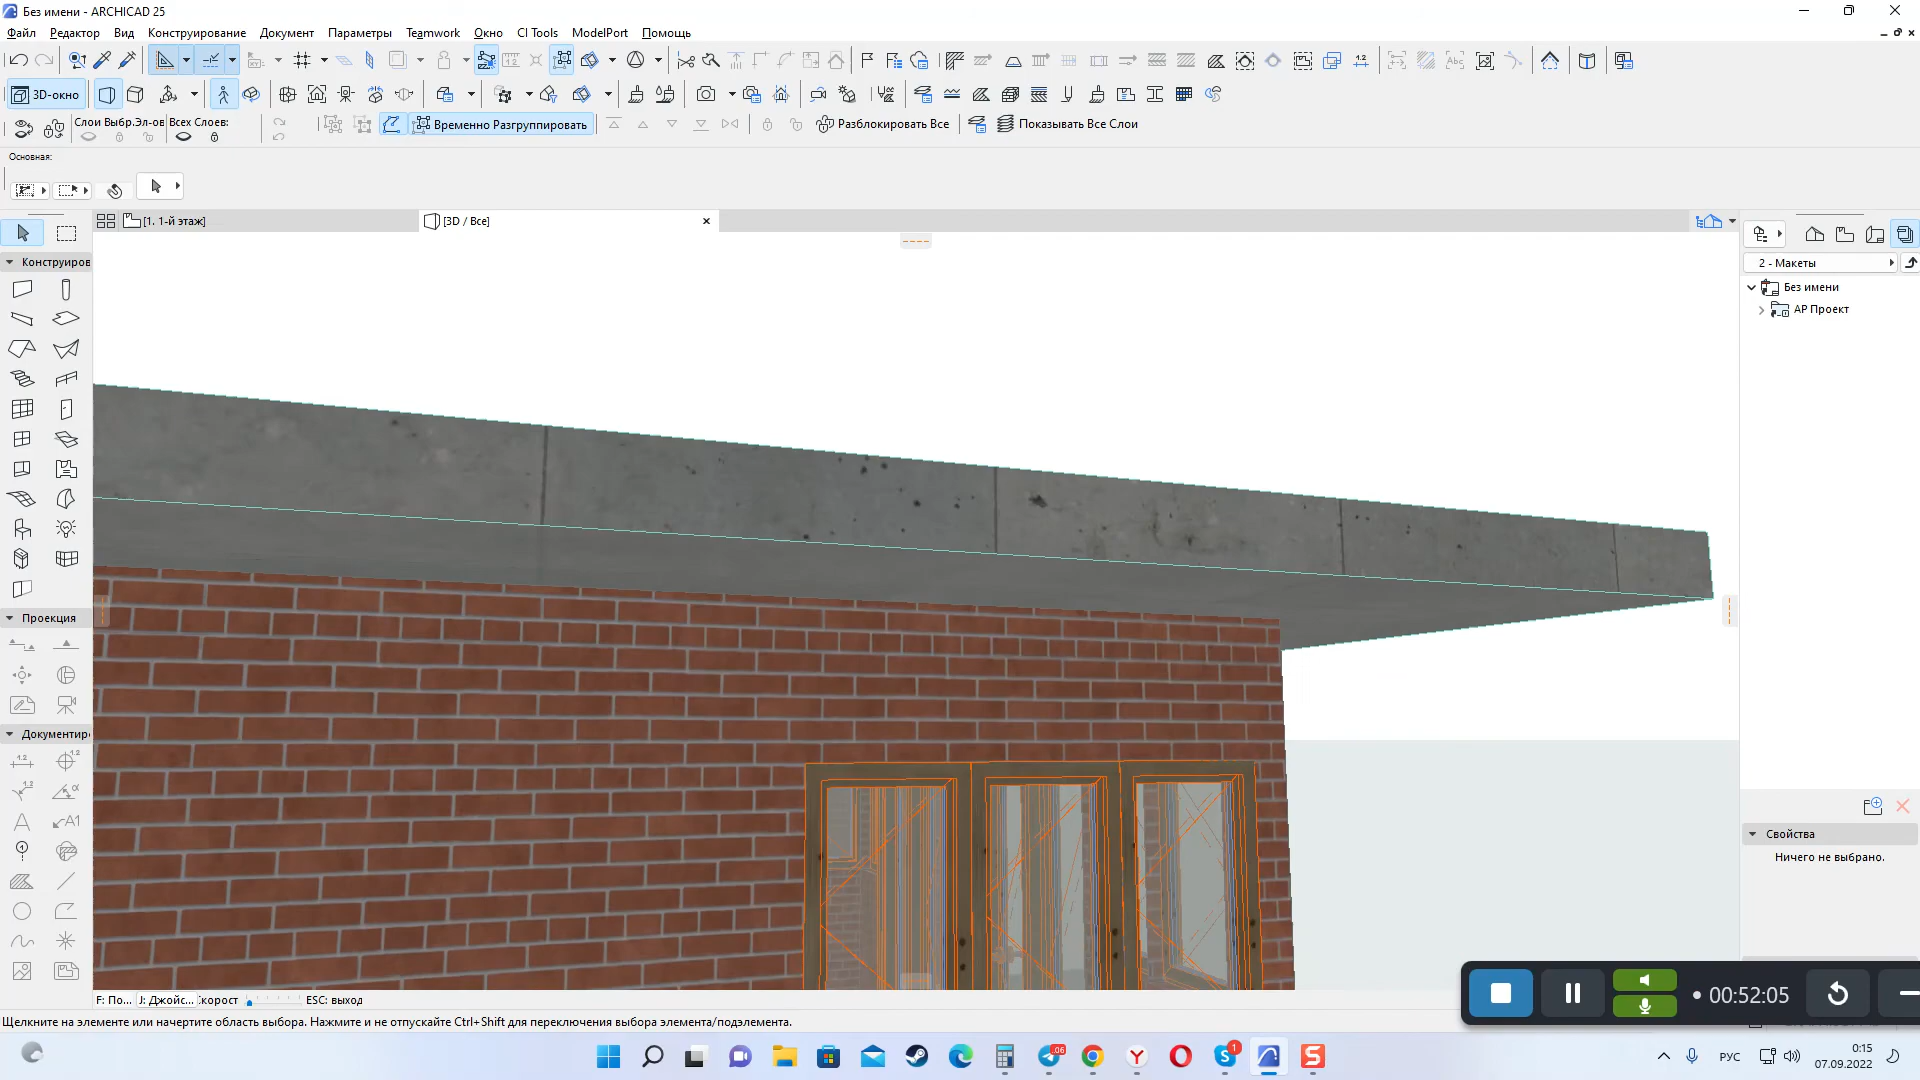 Без имени - ARCHICAD 25
Файл Редактор Вид Конструирование Документ Параметры Teamwork Окно CI Tools ModelPort Помощь
3D-окно
Слои Выбр.Эл-ов Всех Слоев:
Временно Разгруппировать
Разблокировать Все
Показывать Все Слои
Основная:
[1. 1-й этаж]
[3D / Все]
Конструиров
2 - Макеты
Без имени
АР Проект
Проекция
Документиро
Свойства
Ничего не выбрано.
F: По... J: Джойс... :корост ESC: выход
Щелкните на элементе или начертите область выбора. Нажмите и не отпускайте Ctrl+Shift для переключения выбора элемента/подэлемента.
00:52:05
РУС
0:15
07.09.2022